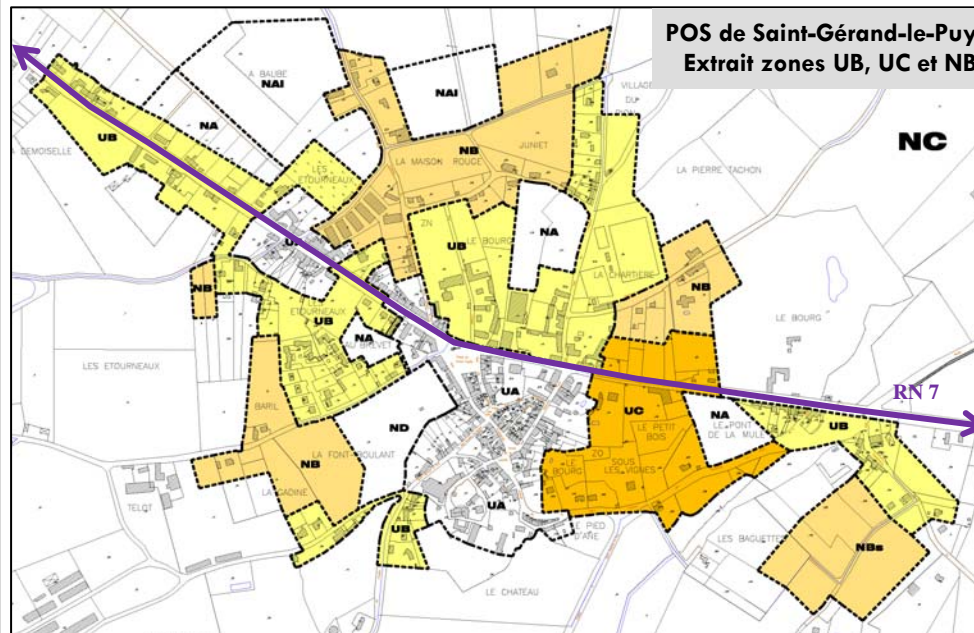 POS de Saint-Gérand-le-Puy
Extrait zones UB, UC et NB
A BAUBE
NAI
NAI
VILLAGE
DU
UB
NA
NB
JUNIET
NC
A DEMOISELLE
LA MAISON ROUGE
LA PIERRE TACHON
LES
ETOURNEAUX
ZN
UB
LE BOURG
NA
LA CHARTIERE
NB
NB
LES
ETOURNEAUX
UB
LE BOURG
NA
AU BREVET
LES ETOURNEAUX
RN 7
BARIL
UA
UC
NA
ND
LE PETIT
BOIS
LE PONT
DE LA MULE
UB
LA FONT BOULANT
NB
ZO
LE
BOURG
SOUS
LES VIGNES
LA GADINE
TELOT
UA
UB
LE PIED
D'ANE
LES BAGUETTES
NBs
LE CHATEAU